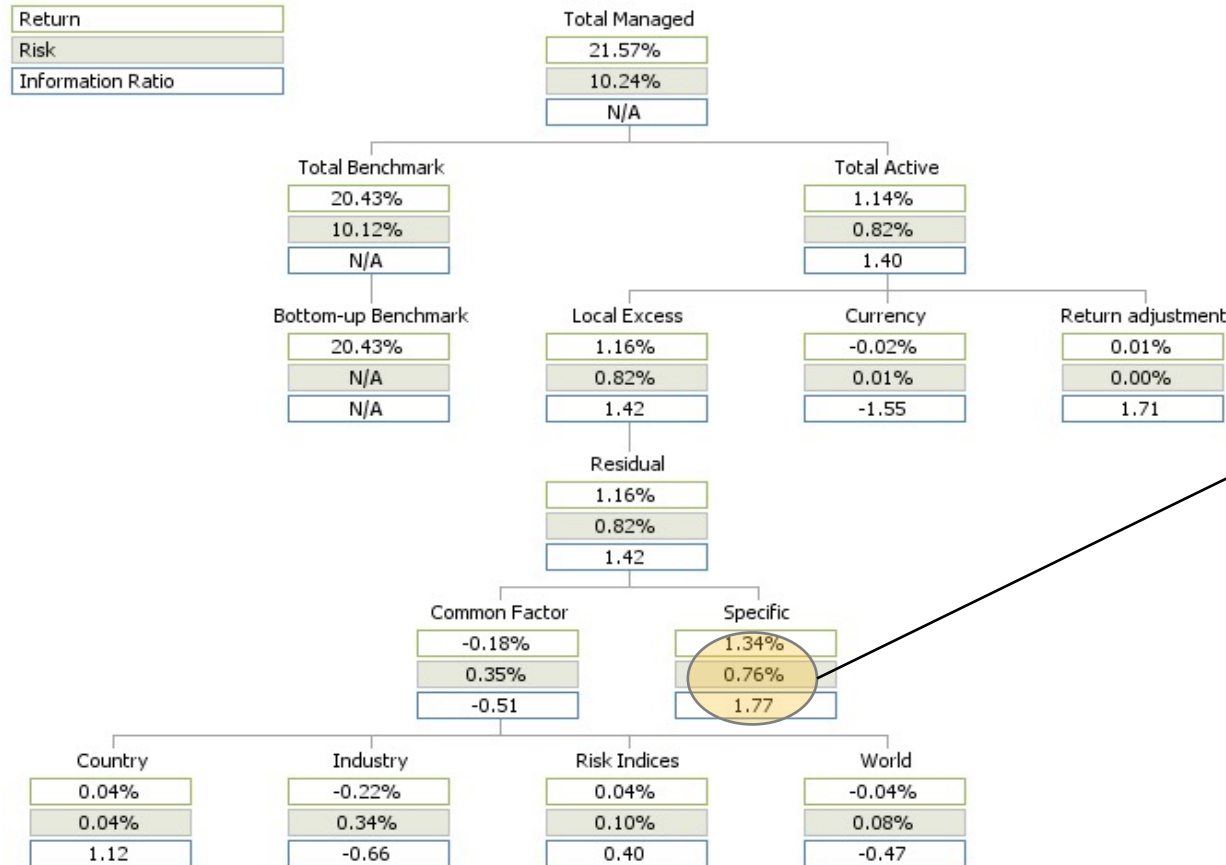 Return
Risk
Information Ratio
Total Managed
21.57%
10.24%
N/A
Total Benchmark
20.43%
10.12%
N/A
Total Active
1.14%
0.82%
1.40
Bottom-up Benchmark
20.43%
N/A
N/A
Local Excess
1.16%
0.82%
1.42
Currency
-0.02%
0.01%
-1.55
Return adjustment
0.01%
0.00%
1.71
Residual
1.16%
0.82%
1.42
Common Factor
-0.18%
0.35%
-0.51
Specific
1.34%
0.76%
1.77
Country
0.04%
0.04%
1.12
Industry
-0.22%
0.34%
-0.66
Risk Indices
0.04%
0.10%
0.40
World
-0.04%
0.08%
-0.47